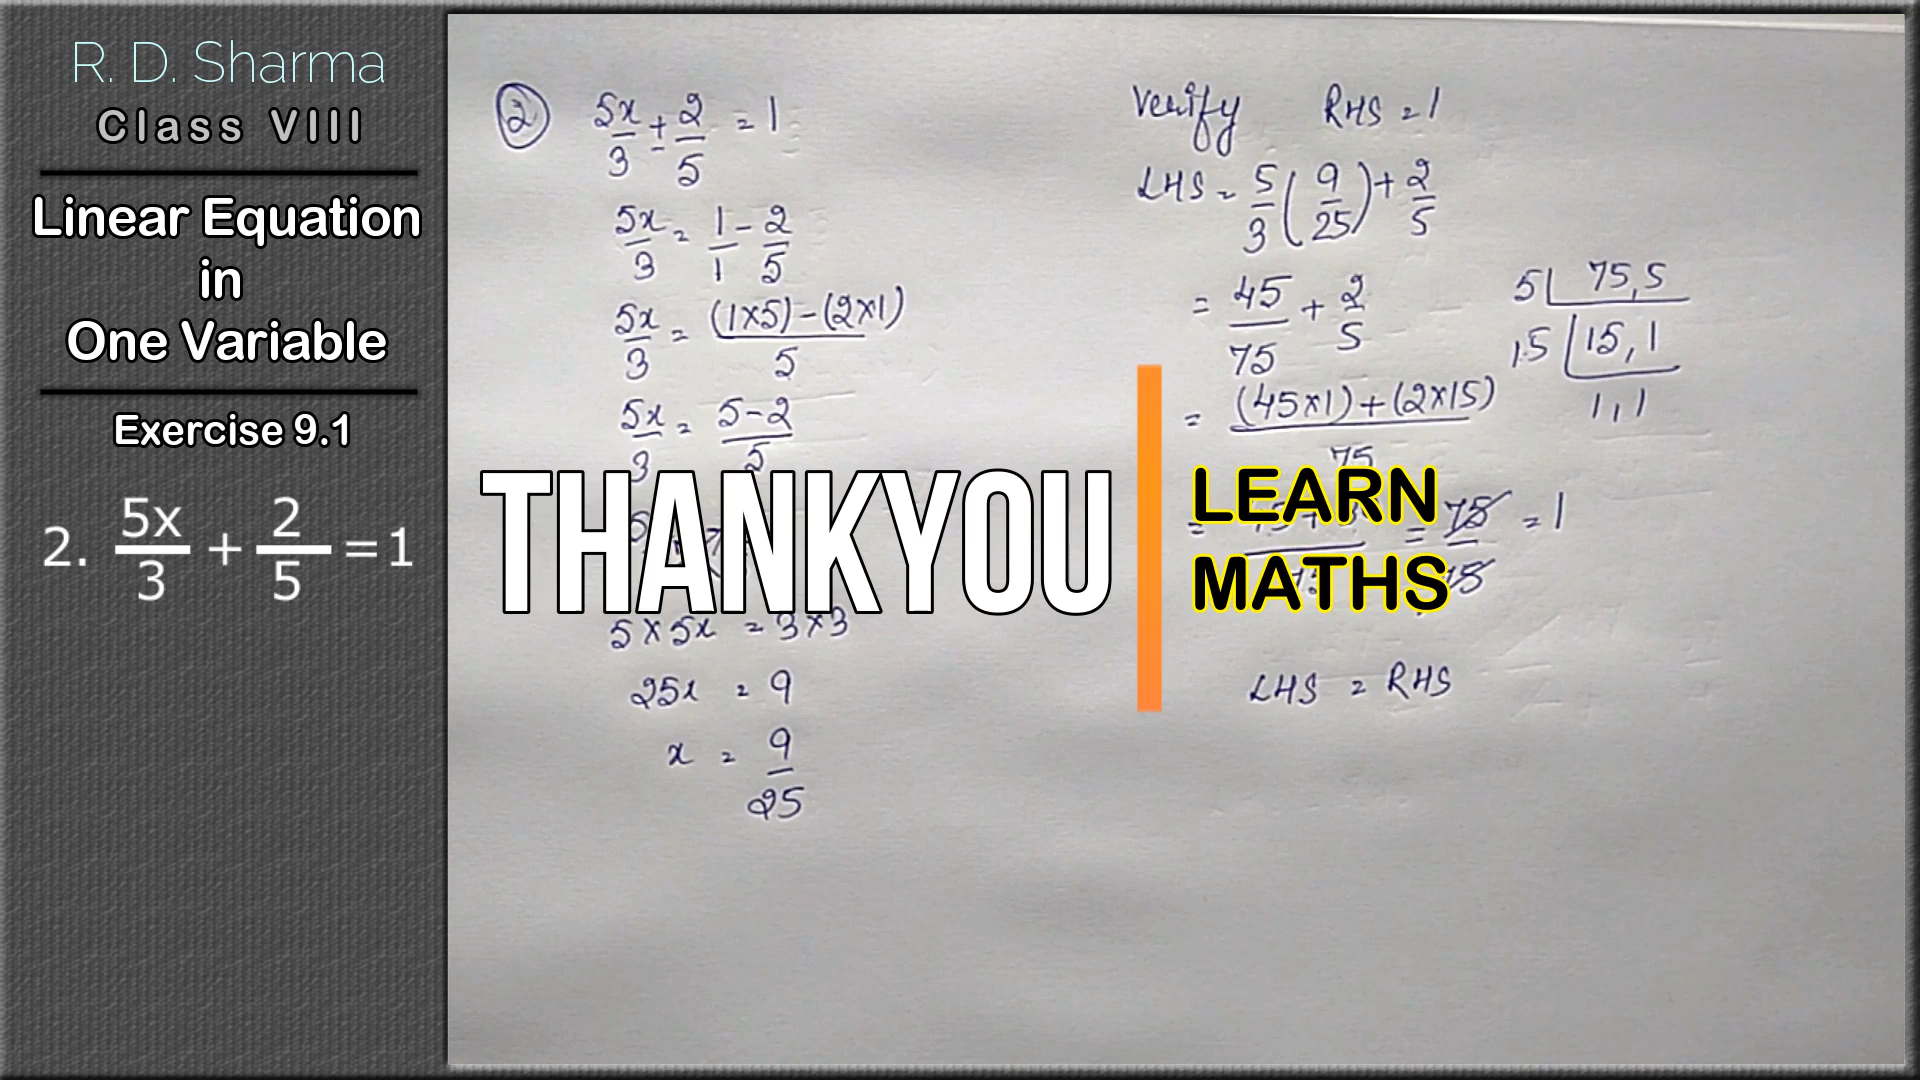 R. D. Sharma
Class VIII
Linear Equation
in
One Variable
Exercise 9.1
2. 5x/3 + 2/5 = 1
② 5x/3 + 2/5 = 1
5x/3 = 1/1 - 2/5
5x/3 = (1×5)-(2×1)/5
5x/3 = 5-2/5
5×5x = 3×3
25x = 9
x = 9/25
Verify RHS = 1
LHS = 5/3 (9/25) + 2/5
= 45/75 + 2/5
= (45×1)+(2×15)/75
= 75/75 = 1
LHS = RHS
5 | 75, 5
15 | 15, 1
1, 1
THANKYOU
LEARN
MATHS